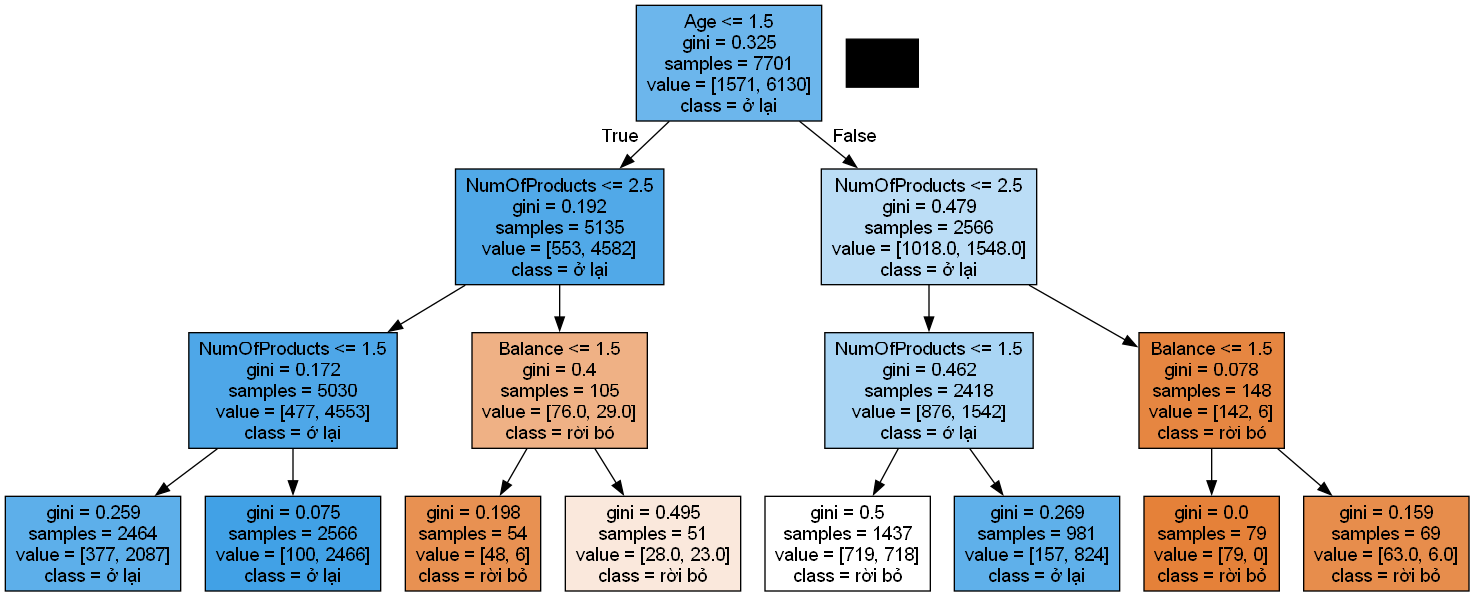 Age <= 1.5
gini = 0.325
samples = 7701
value = [1571, 6130]
class = ở lại
True
False
NumOfProducts <= 2.5
gini = 0.192
samples = 5135
value = [553, 4582]
class = ở lại
NumOfProducts <= 2.5
gini = 0.479
samples = 2566
value = [1018.0, 1548.0]
class = ở lại
NumOfProducts <= 1.5
gini = 0.172
samples = 5030
value = [477, 4553]
class = ở lại
Balance <= 1.5
gini = 0.4
samples = 105
value = [76.0, 29.0]
class = rời bỏ
NumOfProducts <= 1.5
gini = 0.462
samples = 2418
value = [876, 1542]
class = ở lại
Balance <= 1.5
gini = 0.078
samples = 148
value = [142, 6]
class = rời bỏ
gini = 0.259
samples = 2464
value = [377, 2087]
class = ở lại
gini = 0.075
samples = 2566
value = [100, 2466]
class = ở lại
gini = 0.198
samples = 54
value = [48, 6]
class = rời bỏ
gini = 0.495
samples = 51
value = [28.0, 23.0]
class = rời bỏ
gini = 0.5
samples = 1437
value = [719, 718]
class = rời bỏ
gini = 0.269
samples = 981
value = [157, 824]
class = ở lại
gini = 0.0
samples = 79
value = [79, 0]
class = rời bỏ
gini = 0.159
samples = 69
value = [63.0, 6.0]
class = rời bỏ